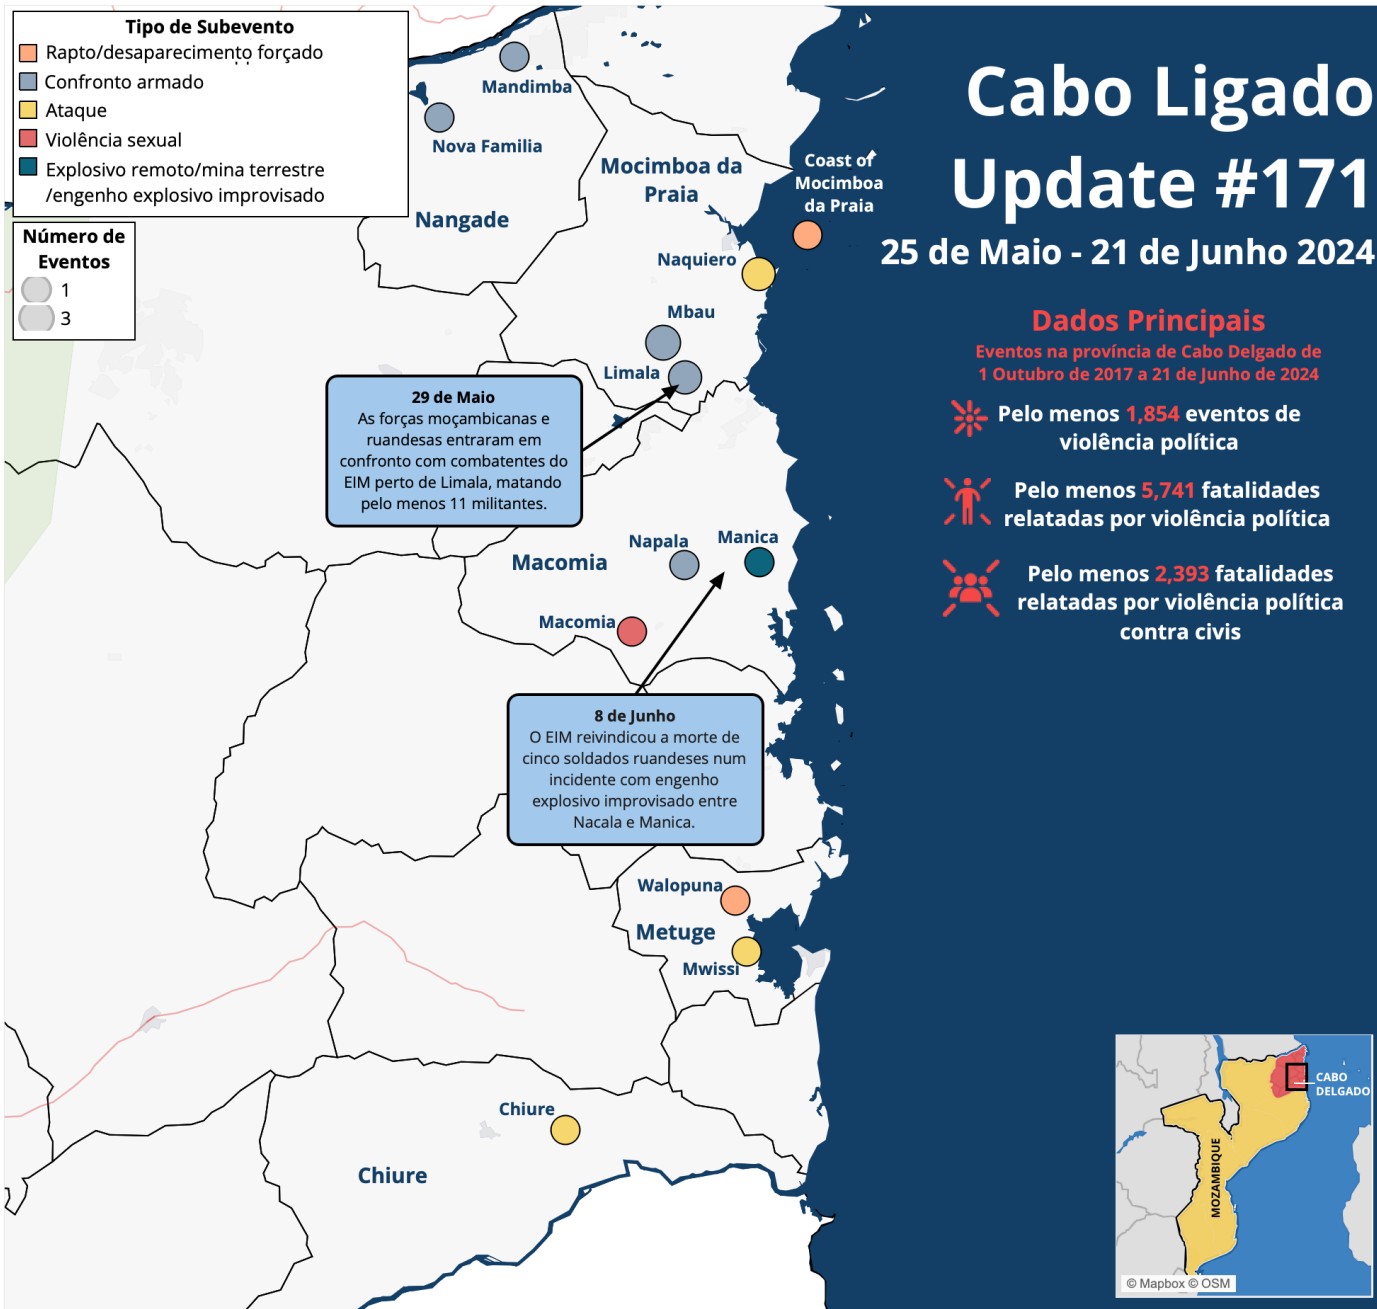 Tipo de Subevento
Rapto/desaparecimento forçado
Confronto armado
Ataque
Violência sexual
Explosivo remoto/mina terrestre
/engenho explosivo improvisado
Número de
Eventos
1
3
Cabo Ligado
Update #171
25 de Maio - 21 de Junho 2024
Dados Principais
Eventos na província de Cabo Delgado de
1 Outubro de 2017 a 21 de Junho de 2024
Pelo menos 1,854 eventos de
violência política
Pelo menos 5,741 fatalidades
relatadas por violência política
Pelo menos 2,393 fatalidades
relatadas por violência política
contra civis
Mandimba
Nova Familia
Nangade
Mocimboa da
Praia
Coast of
Mocimboa
da Praia
Naquiero
Mbau
Limala
29 de Maio
As forças moçambicanas e
ruandesas entraram em
confronto com combatentes do
EIM perto de Limala, matando
pelo menos 11 militantes.
Napala
Manica
Macomia
Macomia
8 de Junho
O EIM reivindicou a morte de
cinco soldados ruandeses num
incidente com engenho
explosivo improvisado entre
Nacala e Manica.
Walopuna
Metuge
Mwissi
Chiure
Chiure
CABO
DELGADO
MOZAMBIQUE
© Mapbox © OSM